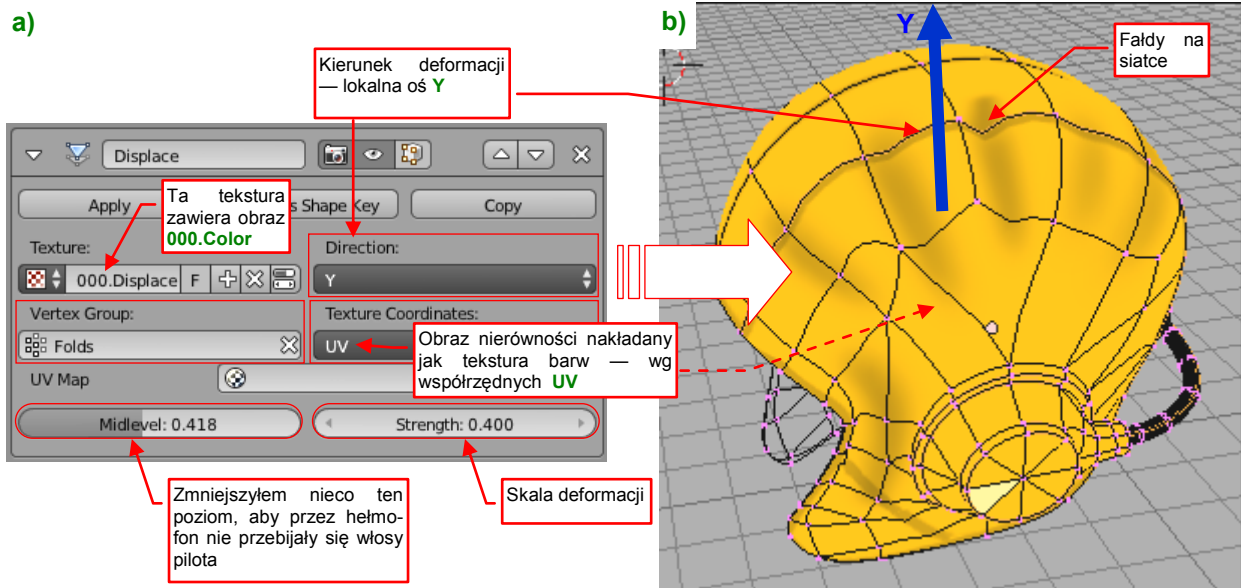 a)
b)
Y
Fałdy na
siatce
Kierunek deformacji
— lokalna oś Y
Displace
Apply
s Shape Key
Copy
Ta tekstura
zawiera obraz
000.Color
Texture:
Direction:
000.Displace F
Y
Vertex Group:
Texture Coordinates:
Folds
UV
Obraz nierówności nakładany
jak tekstura barw — wg
współrzędnych UV
UV Map
Midlevel: 0.418
Strength: 0.400
Zmniejszyłem nieco ten
poziom, aby przez hełmo-
fon nie przebijały się włosy
pilota
Skala deformacji